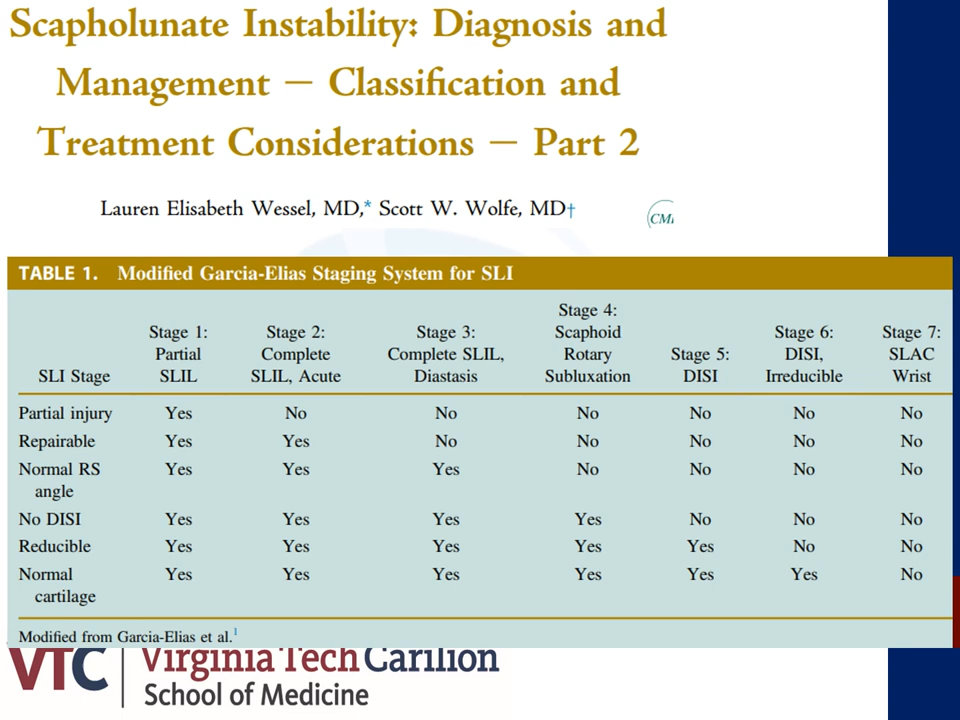 Scapholunate Instability: Diagnosis and
Management — Classification and
Treatment Considerations — Part 2
Lauren Elisabeth Wessel, MD,* Scott W. Wolfe, MD†
TABLE 1. Modified Garcia-Elias Staging System for SLI
SLI Stage Stage 1: Partial SLIL Stage 2: Complete SLIL, Acute Stage 3: Complete SLIL, Diastasis Stage 4: Scaphoid Rotary Subluxation Stage 5: DISI Stage 6: DISI, Irreducible Stage 7: SLAC Wrist
Partial injury Yes No No No No No No
Repairable Yes Yes No No No No No
Normal RS angle Yes Yes Yes No No No No
No DISI Yes Yes Yes Yes No No No
Reducible Yes Yes Yes Yes Yes No No
Normal cartilage Yes Yes Yes Yes Yes Yes No
Modified from Garcia-Elias et al.1
VTC Virginia Tech Carilion
School of Medicine